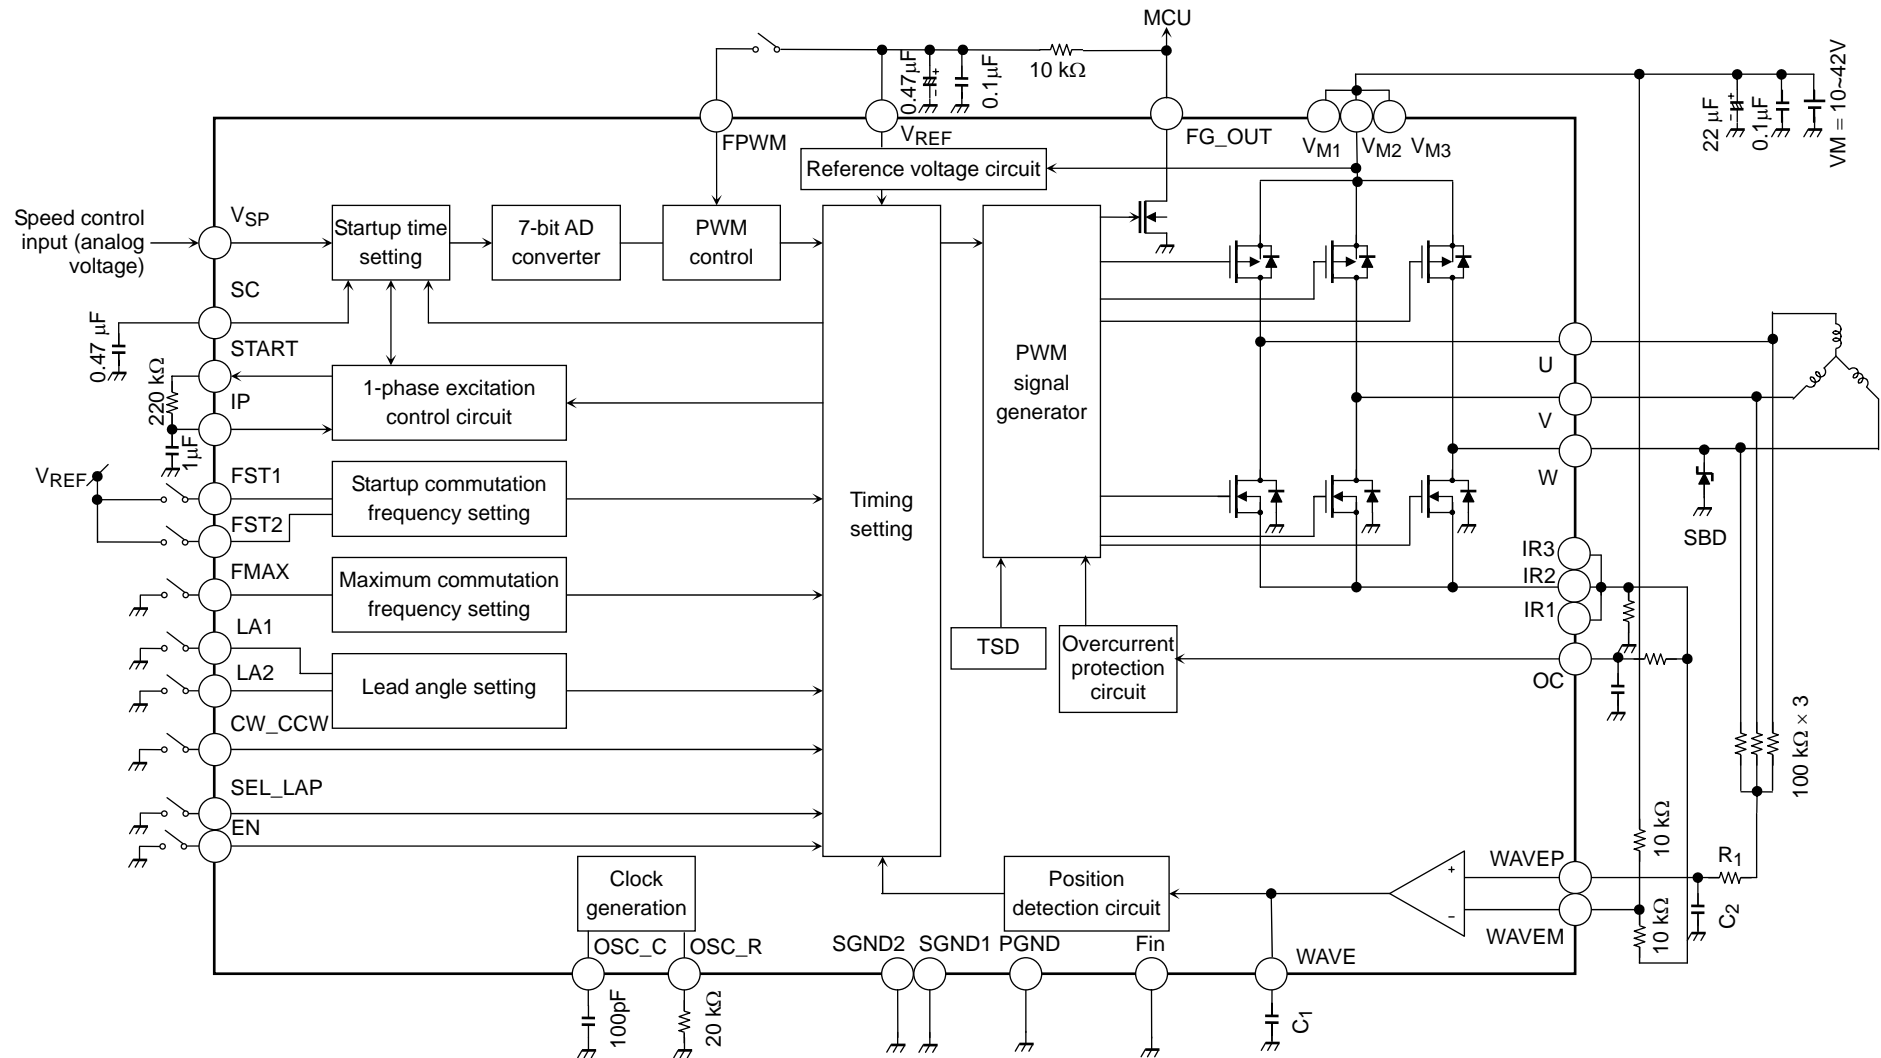 MCU
0.47μF
0.1μF
10 kΩ
22 μF
0.1μF
VM = 10~42V
FPWM
VREF
FG_OUT
VM1
VM2
VM3
Reference voltage circuit
Speed control
input (analog
voltage)
VSP
Startup time
setting
7-bit AD
converter
PWM
control
SC
0.47 μF
START
220 kΩ
IP
1μF
1-phase excitation
control circuit
PWM
signal
generator
U
V
W
SBD
VREF
FST1
FST2
Startup commutation
frequency setting
Timing
setting
FMAX
Maximum commutation
frequency setting
IR3
IR2
IR1
LA1
LA2
Lead angle setting
TSD
Overcurrent
protection
circuit
OC
CW_CCW
SEL_LAP
EN
100 kΩ × 3
10 kΩ
10 kΩ
R1
C2
WAVEP
WAVEM
+
−
Clock
generation
Position
detection circuit
OSC_C
OSC_R
SGND2
SGND1
PGND
Fin
WAVE
100pF
20 kΩ
C1